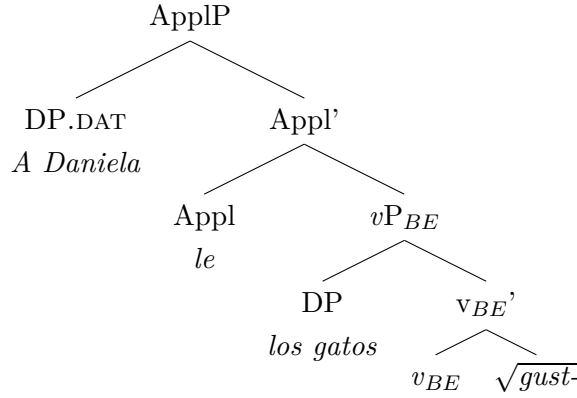 ApplP
DP.DAT Appl'
A Daniela
Appl vP_BE
le
DP v_BE'
los gatos
v_BE √gust-